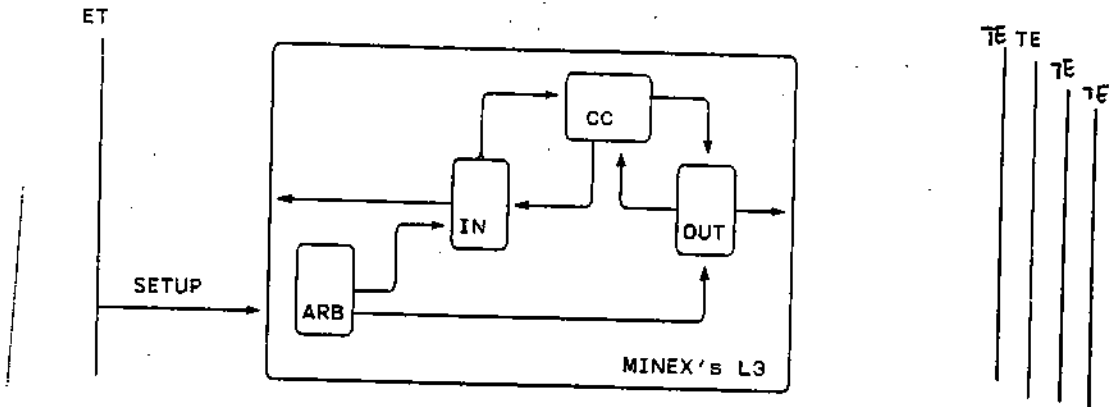 ET
TE TE
TE
TE
CC
IN
OUT
SETUP
ARB
MINEX's L3